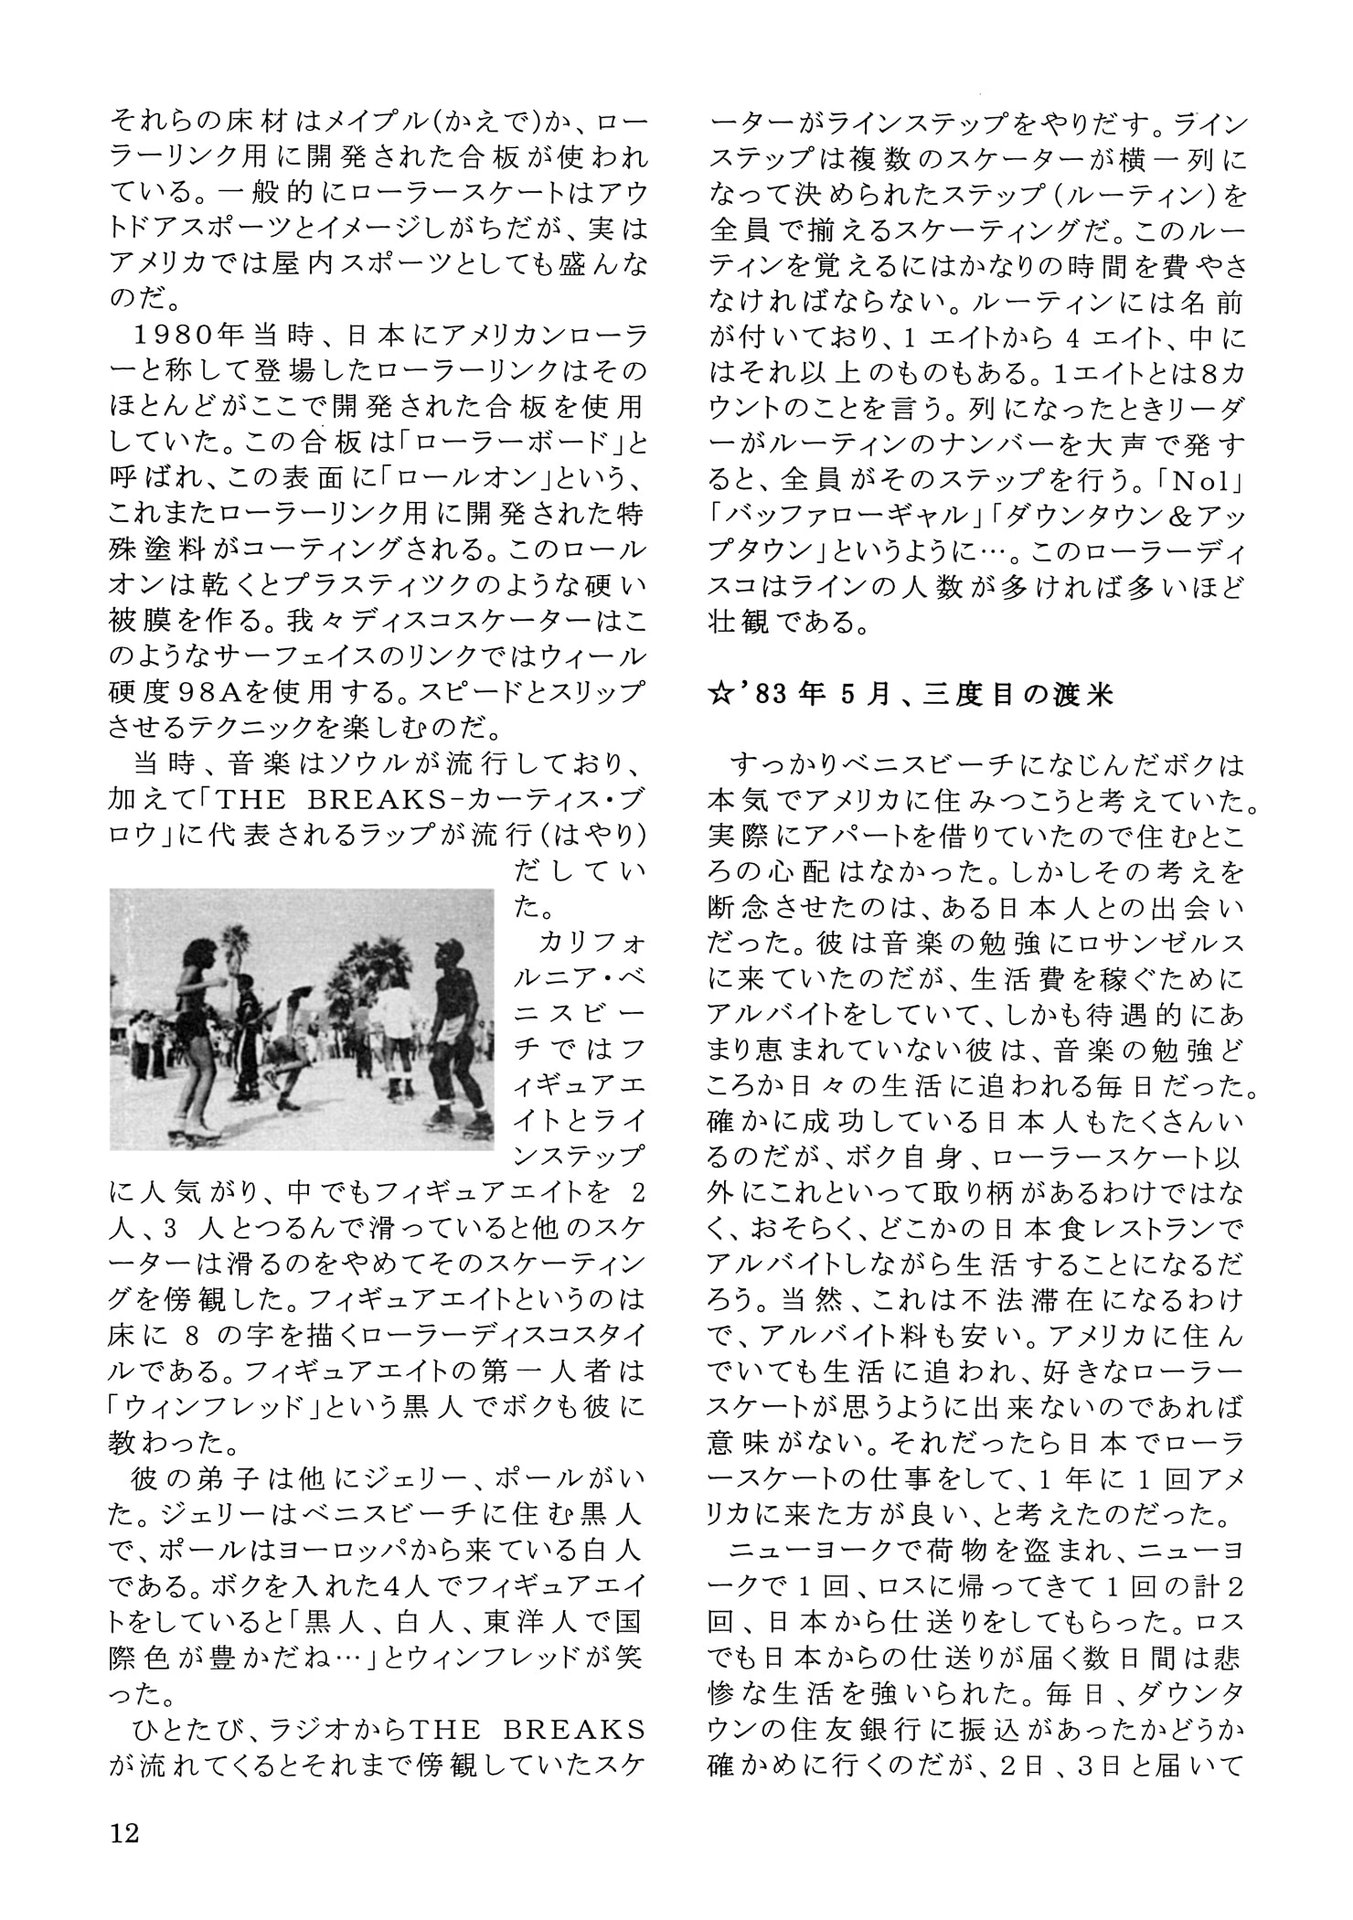 それらの床材はメイプル(かえで)か、ロー
ラーリンク用に開発された合板が使われ
ている。一般的にローラースケートはアウ
トドアスポーツとイメージしがちだが、実は
アメリカでは屋内スポーツとしても盛んな
のだ。
1980年当時、日本にアメリカンローラ
ーと称して登場したローラーリンクはその
ほとんどがここで開発された合板を使用
していた。この合板は「ローラーボード」と
呼ばれ、この表面に「ロールオン」という、
これまたローラーリンク用に開発された特
殊塗料がコーティングされる。このロール
オンは乾くとプラスティツクのような硬い
被膜を作る。我々ディスコスケーターはこ
のようなサーフェイスのリンクではウィール
硬度98Aを使用する。スピードとスリップ
させるテクニックを楽しむのだ。
当時、音楽はソウルが流行しており、
加えて「THE BREAKS-カーティス・ブ
ロウ」に代表されるラップが流行(はやり)
だしてい
た。
カリフォ
ルニア・ベ
ニスビー
チではフ
ィギュアエ
イトとライ
ンステップ
に人気がり、中でもフィギュアエイトを 2
人、3 人とつるんで滑っていると他のスケ
ーターは滑るのをやめてそのスケーティン
グを傍観した。フィギュアエイトというのは
床に 8 の字を描くローラーディスコスタイ
ルである。フィギュアエイトの第一人者は
「ウィンフレッド」という黒人でボクも彼に
教わった。
彼の弟子は他にジェリー、ポールがい
た。ジェリーはベニスビーチに住む黒人
で、ポールはヨーロッパから来ている白人
である。ボクを入れた4人でフィギュアエイ
トをしていると「黒人、白人、東洋人で国
際色が豊かだね…」とウィンフレッドが笑
った。
ひとたび、ラジオからTHE BREAKS
が流れてくるとそれまで傍観していたスケ
ーターがラインステップをやりだす。ライン
ステップは複数のスケーターが横一列に
なって決められたステップ(ルーティン)を
全員で揃えるスケーティングだ。このルー
ティンを覚えるにはかなりの時間を費やさ
なければならない。ルーティンには名前
が付いており、1 エイトから 4 エイト、中に
はそれ以上のものもある。1エイトとは8カ
ウントのことを言う。列になったときリーダ
ーがルーティンのナンバーを大声で発す
ると、全員がそのステップを行う。「No1」
「バッファローギャル」「ダウンタウン＆アッ
プタウン」というように…。このローラーディ
スコはラインの人数が多ければ多いほど
壮観である。
☆'83 年 5 月、三度目の渡米
すっかりベニスビーチになじんだボクは
本気でアメリカに住みつこうと考えていた。
実際にアパートを借りていたので住むとこ
ろの心配はなかった。しかしその考えを
断念させたのは、ある日本人との出会い
だった。彼は音楽の勉強にロサンゼルス
に来ていたのだが、生活費を稼ぐために
アルバイトをしていて、しかも待遇的にあ
まり恵まれていない彼は、音楽の勉強ど
ころか日々の生活に追われる毎日だった。
確かに成功している日本人もたくさんい
るのだが、ボク自身、ローラースケート以
外にこれといって取り柄があるわけではな
く、おそらく、どこかの日本食レストランで
アルバイトしながら生活することになるだ
ろう。当然、これは不法滞在になるわけ
で、アルバイト料も安い。アメリカに住ん
でいても生活に追われ、好きなローラー
スケートが思うように出来ないのであれば
意味がない。それだったら日本でローラ
ースケートの仕事をして、1 年に 1 回アメ
リカに来た方が良い、と考えたのだった。
ニューヨークで荷物を盗まれ、ニューヨ
ークで 1 回、ロスに帰ってきて 1 回の計2
回、日本から仕送りをしてもらった。ロス
でも日本からの仕送りが届く数日間は悲
惨な生活を強いられた。毎日、ダウンタ
ウンの住友銀行に振込があったかどうか
確かめに行くのだが、2日、3日と届いて
12